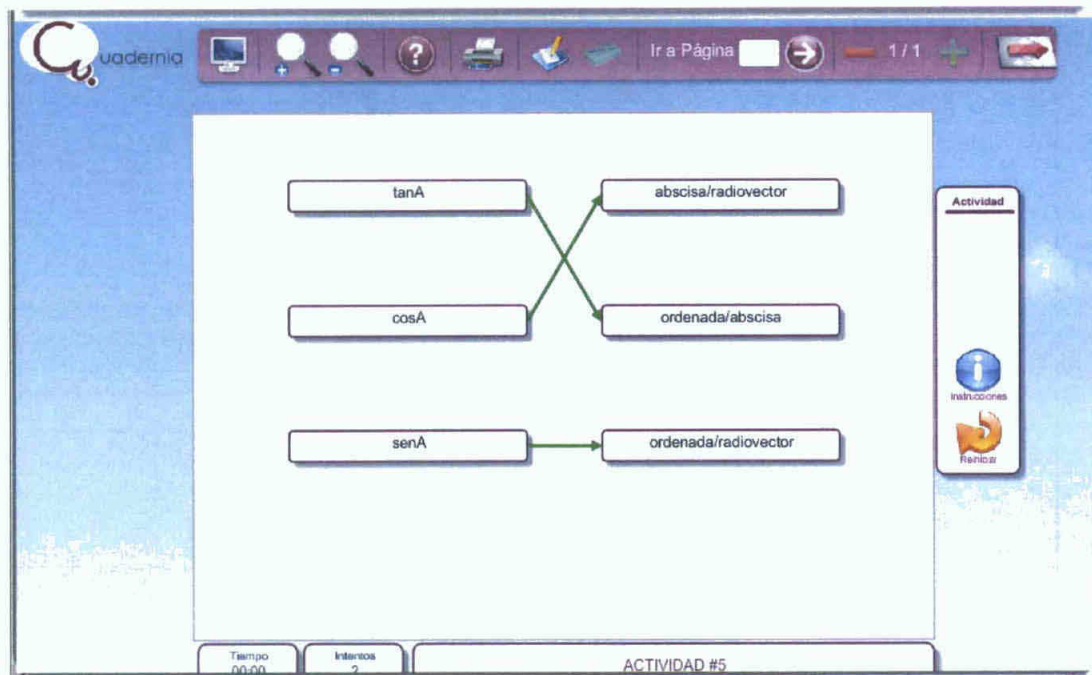 Cuadernia
Ir a Página
1 / 1
tanA
abscisa/radiovector
Actividad
cosA
ordenada/abscisa
Instrucciones
senA
ordenada/radiovector
Reiniciar
Tiempo
00:00
Intentos
2
ACTIVIDAD #5